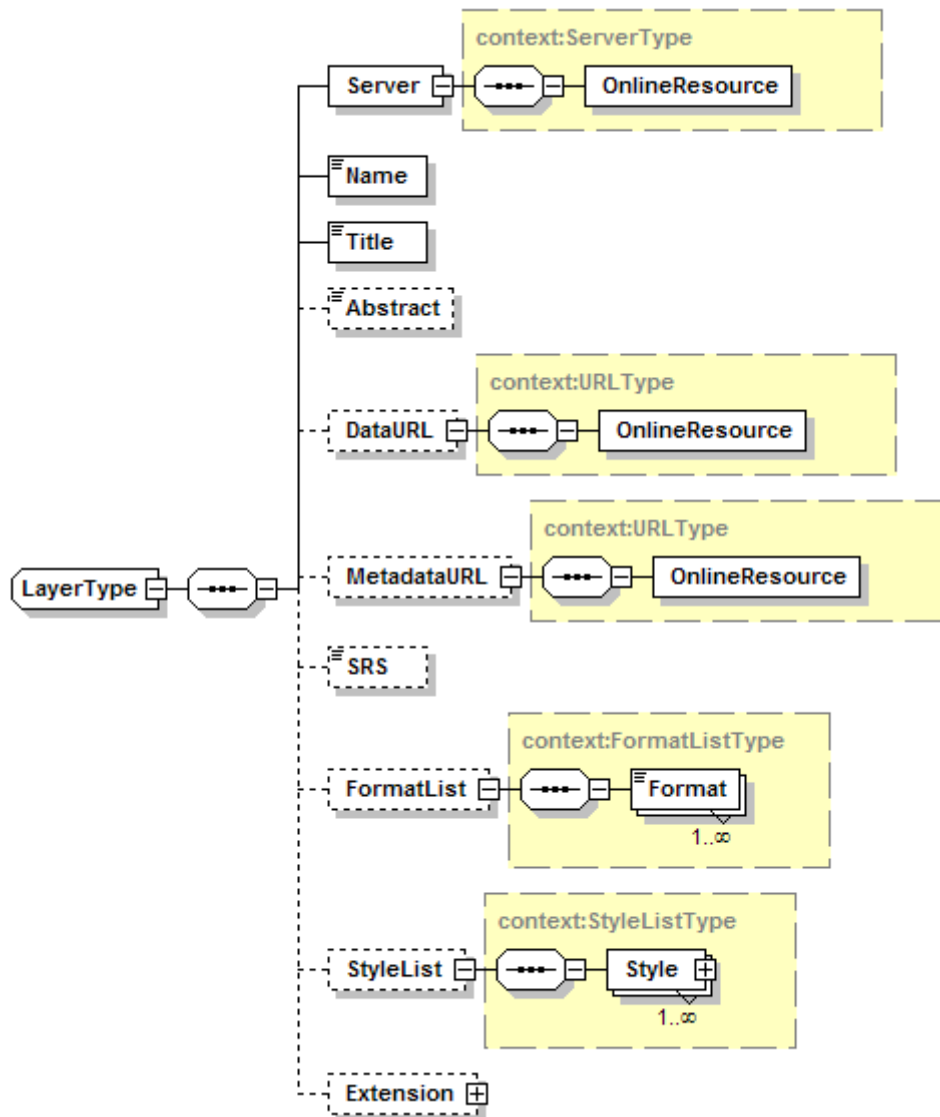 context:ServerType
Server
OnlineResource
Name
Title
Abstract
context:URLType
DataURL
OnlineResource
context:URLType
MetadataURL
OnlineResource
LayerType
SRS
context:FormatListType
FormatList
Format
1..∞
context:StyleListType
StyleList
Style
1..∞
Extension